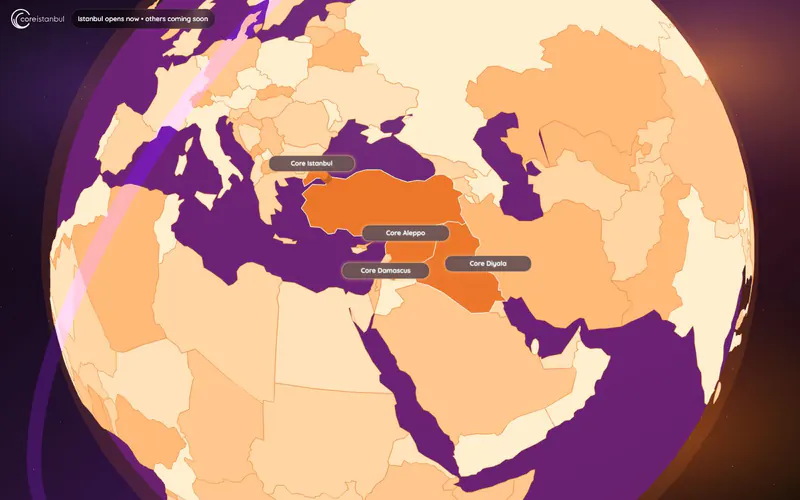 coreistanbul
Istanbul opens now • others coming soon
Core Istanbul
Core Aleppo
Core Diyala
Core Damascus